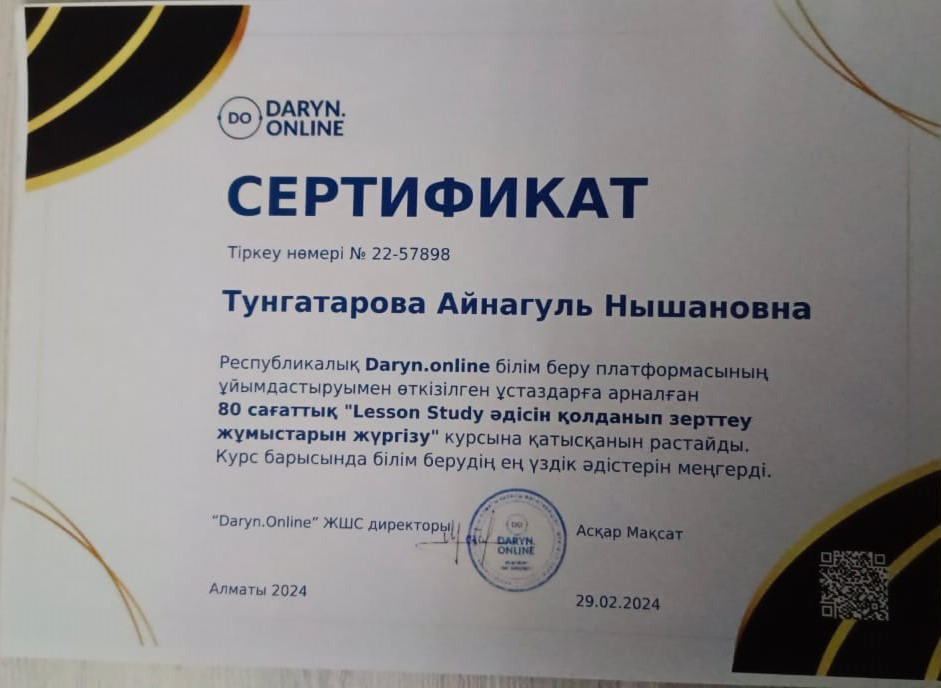 DO
DARYN.
ONLINE
СЕРТИФИКАТ
Тіркеу нөмері № 22-57898
Тунгатарова Айнагуль Нышановна
Республикалық Daryn.online білім беру платформасының
ұйымдастыруымен өткізілген ұстаздарға арналған
80 сағаттық "Lesson Study әдісін қолданып зерттеу
жұмыстарын жүргізу" курсына қатысқанын растайды.
Курс барысында білім берудің ең үздік әдістерін меңгерді.
“Daryn.Online” ЖШС директоры
DO
DARYN.
ONLINE
Асқар Мақсат
Алматы 2024
29.02.2024